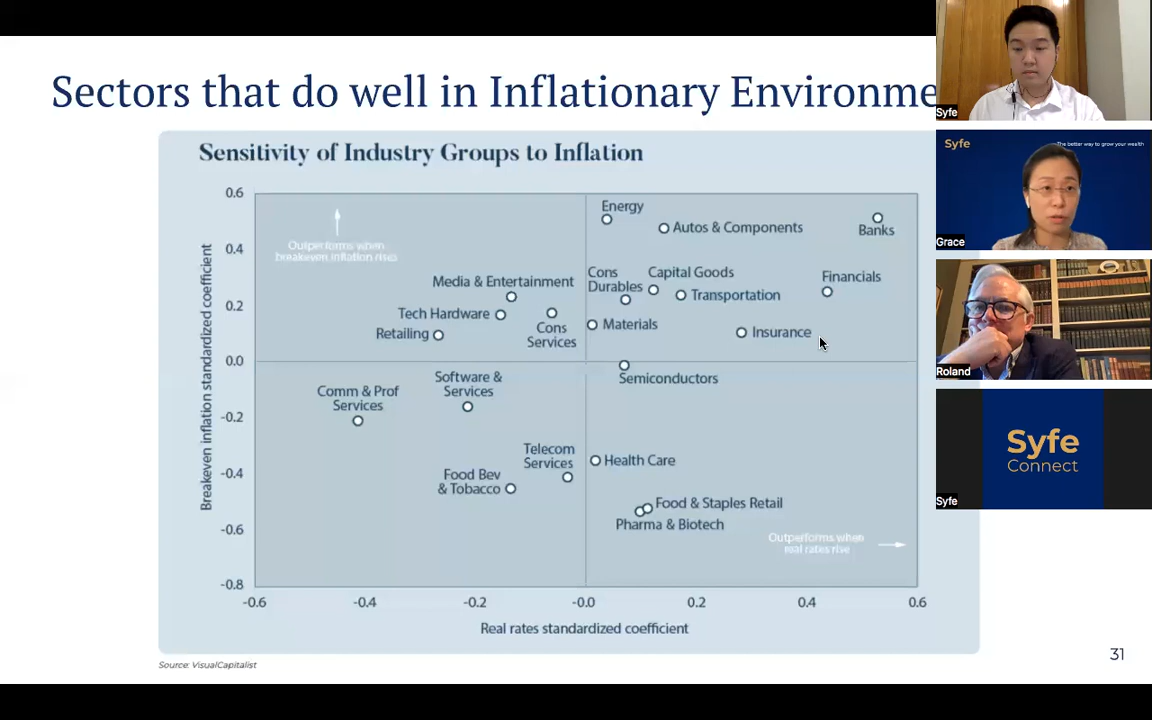 Sectors that do well in Inflationary Environme
Sensitivity of Industry Groups to Inflation
0.6
0.4
0.2
0.0
-0.2
-0.4
-0.6
-0.8
-0.6
-0.4
-0.2
-0.0
0.2
0.4
0.6
Breakeven inflation standardized coefficient
Real rates standardized coefficient
Outperforms when
breakeven inflation rises
Energy
Autos & Components
Banks
Media & Entertainment
Cons
Durables
Capital Goods
Financials
Tech Hardware
Transportation
Retailing
Cons
Services
Materials
Insurance
Comm & Prof
Services
Software &
Services
Semiconductors
Telecom
Services
Health Care
Food Bev
& Tobacco
Food & Staples Retail
Pharma & Biotech
Outperforms when
real rates rise
Source: VisualCapitalist
31
Syfe
Syfe
The better way to grow your wealth
Grace
Roland
Syfe
Connect
Syfe